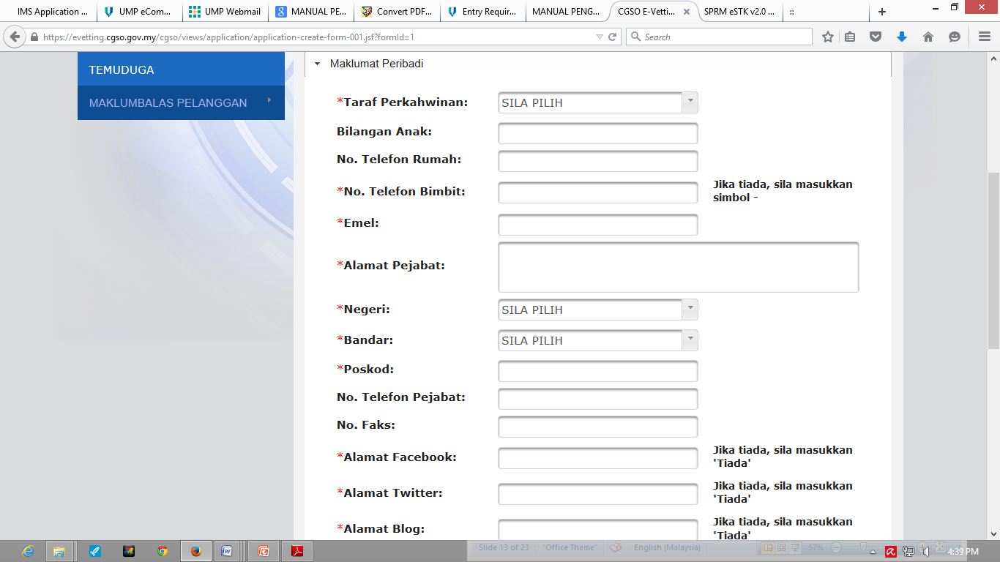 IMS Application ...
UMP eCom...
UMP Webmail
MANUAL PE...
Convert PDF...
Entry Requir...
MANUAL PENG...
CGSO E-Vetti...
SPRM eSTK v2.0 ...
::
https://evetting.cgso.gov.my/cgso/views/application/application-create-form-001.jsf?formId=1
Search
TEMUDUGA
MAKLUMBALAS PELANGGAN
Maklumat Peribadi
*Taraf Perkahwinan: SILA PILIH
Bilangan Anak:
No. Telefon Rumah:
*No. Telefon Bimbit: Jika tiada, sila masukkan
simbol -
*Emel:
*Alamat Pejabat:
*Negeri: SILA PILIH
*Bandar: SILA PILIH
*Poskod:
No. Telefon Pejabat:
No. Faks:
*Alamat Facebook: Jika tiada, sila masukkan
'Tiada'
*Alamat Twitter: Jika tiada, sila masukkan
'Tiada'
*Alamat Blog: Jika tiada, sila masukkan
'Tiada'
Slide 13 of 23 "Office Theme" English (Malaysia) 57%
4:39 PM